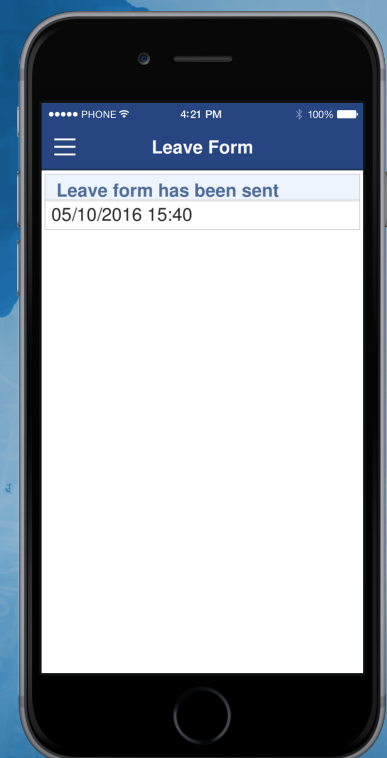 PHONE 4:21 PM 100%
Leave Form
Leave form has been sent
05/10/2016 15:40